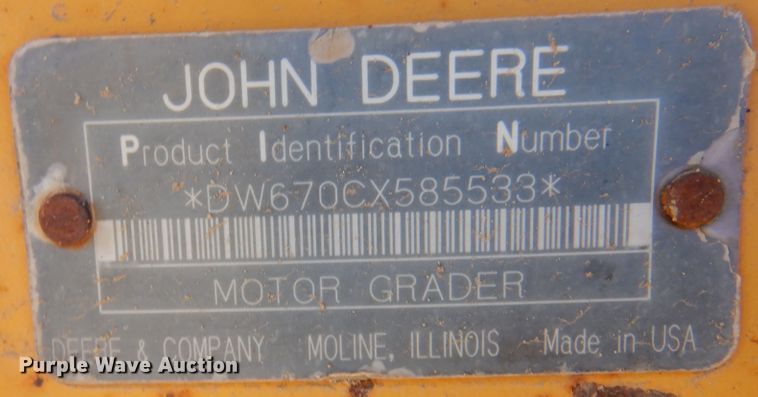 JOHN DEERE
Product Identification Number
*DW670CX585533*
MOTOR GRADER
DEERE & COMPANY MOLINE, ILLINOIS Made in USA
Purple Wave Auction